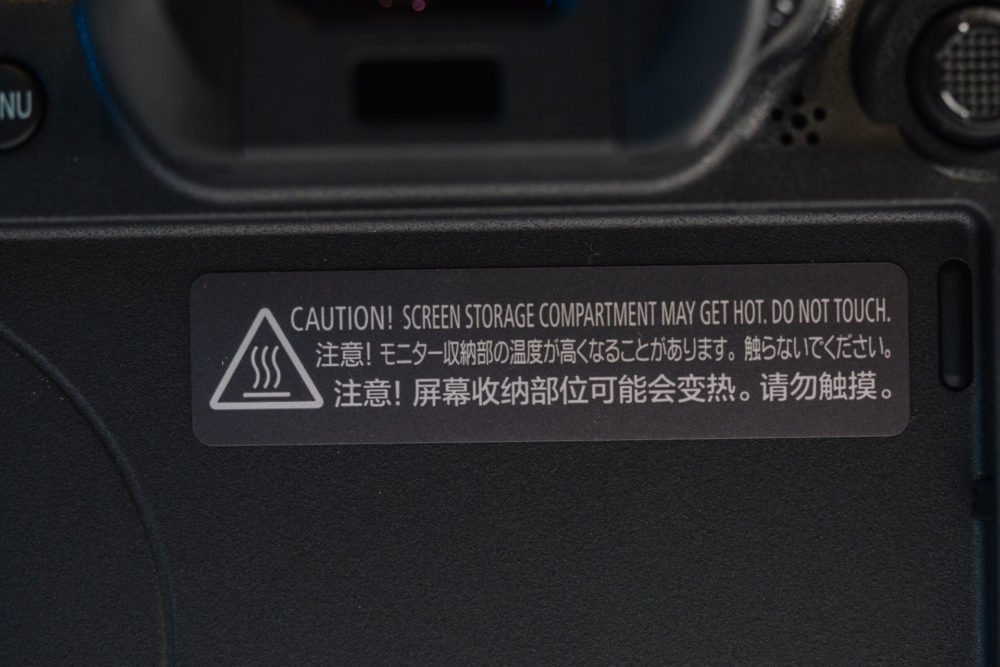 NU
CAUTION! SCREEN STORAGE COMPARTMENT MAY GET HOT. DO NOT TOUCH.
注意! モニター収納部の温度が高くなることがあります。触らないでください。
注意! 屏幕收纳部位可能会变热。请勿触摸。